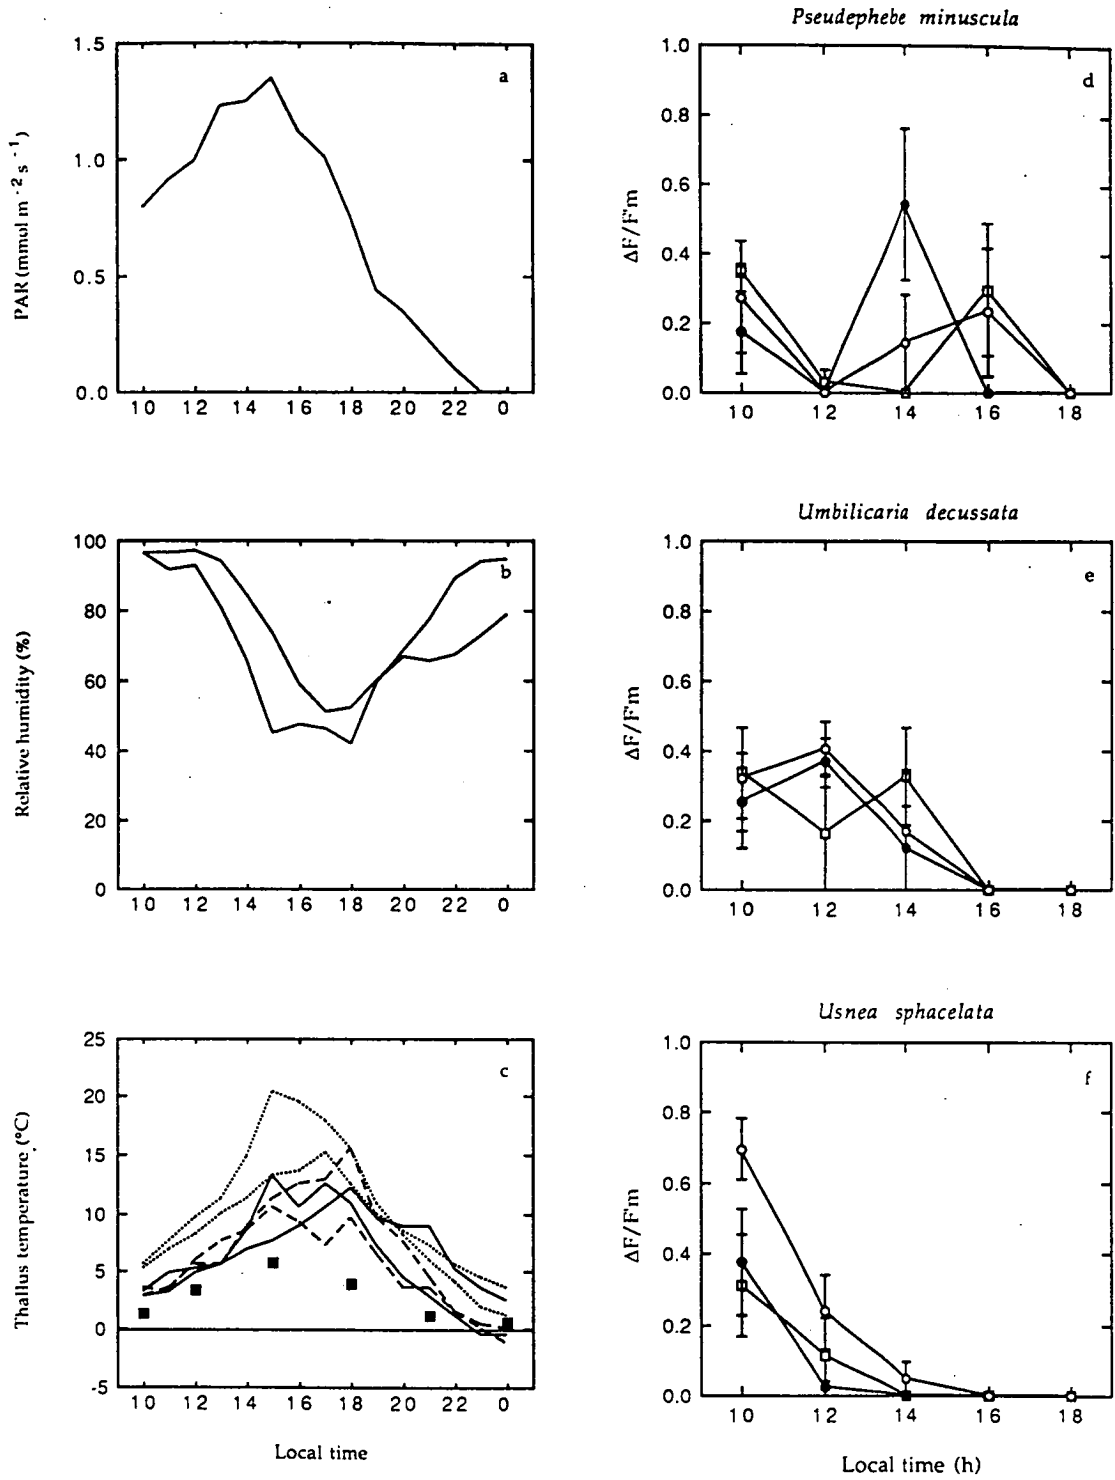 a
PAR (mmol m⁻² s⁻¹)
1.5
1.0
0.5
0.0
10 12 14 16 18 20 22 0
b
Relative humidity (%)
100
80
60
40
20
0
10 12 14 16 18 20 22 0
c
Thallus temperature (°C)
25
20
15
10
5
0
-5
10 12 14 16 18 20 22 0
Local time
Pseudephebe minuscula
d
ΔF/F'm
1.0
0.8
0.6
0.4
0.2
0.0
10 12 14 16 18
Umbilicaria decussata
e
ΔF/F'm
1.0
0.8
0.6
0.4
0.2
0.0
10 12 14 16 18
Usnea sphacelata
f
ΔF/F'm
1.0
0.8
0.6
0.4
0.2
0.0
10 12 14 16 18
Local time (h)